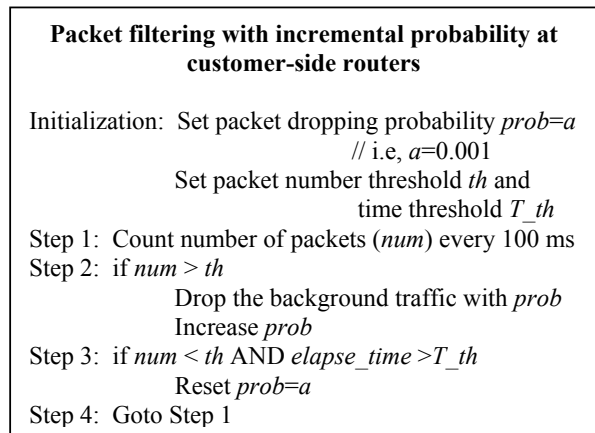 Packet filtering with incremental probability at
customer-side routers
Initialization: Set packet dropping probability prob=a
// i.e, a=0.001
Set packet number threshold th and
time threshold T_th
Step 1: Count number of packets (num) every 100 ms
Step 2: if num > th
Drop the background traffic with prob
Increase prob
Step 3: if num < th AND elapse_time >T_th
Reset prob=a
Step 4: Goto Step 1